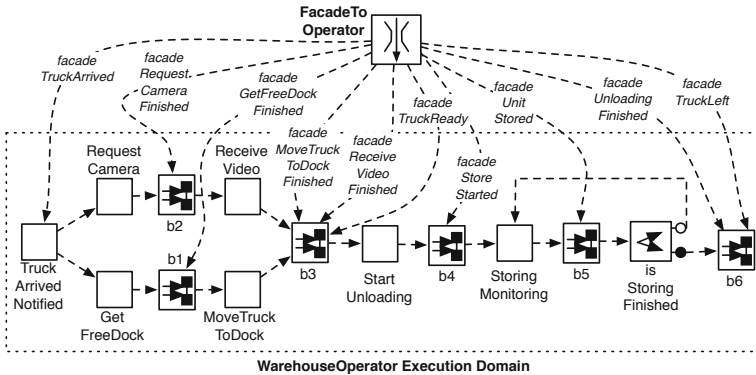 FacadeTo
Operator
facade
TruckArrived
facade
Request
Camera
Finished
facade
GetFreeDock
Finished
facade
MoveTruck
ToDock
Finished
facade
Receive
Video
Finished
facade
TruckReady
facade
Store
Started
facade
Unit
Stored
facade
Unloading
Finished
facade
TruckLeft
Request
Camera
b2
Receive
Video
Truck
Arrived
Notified
Get
FreeDock
b1
MoveTruck
ToDock
b3
Start
Unloading
b4
Storing
Monitoring
b5
is
Storing
Finished
b6
WarehouseOperator Execution Domain